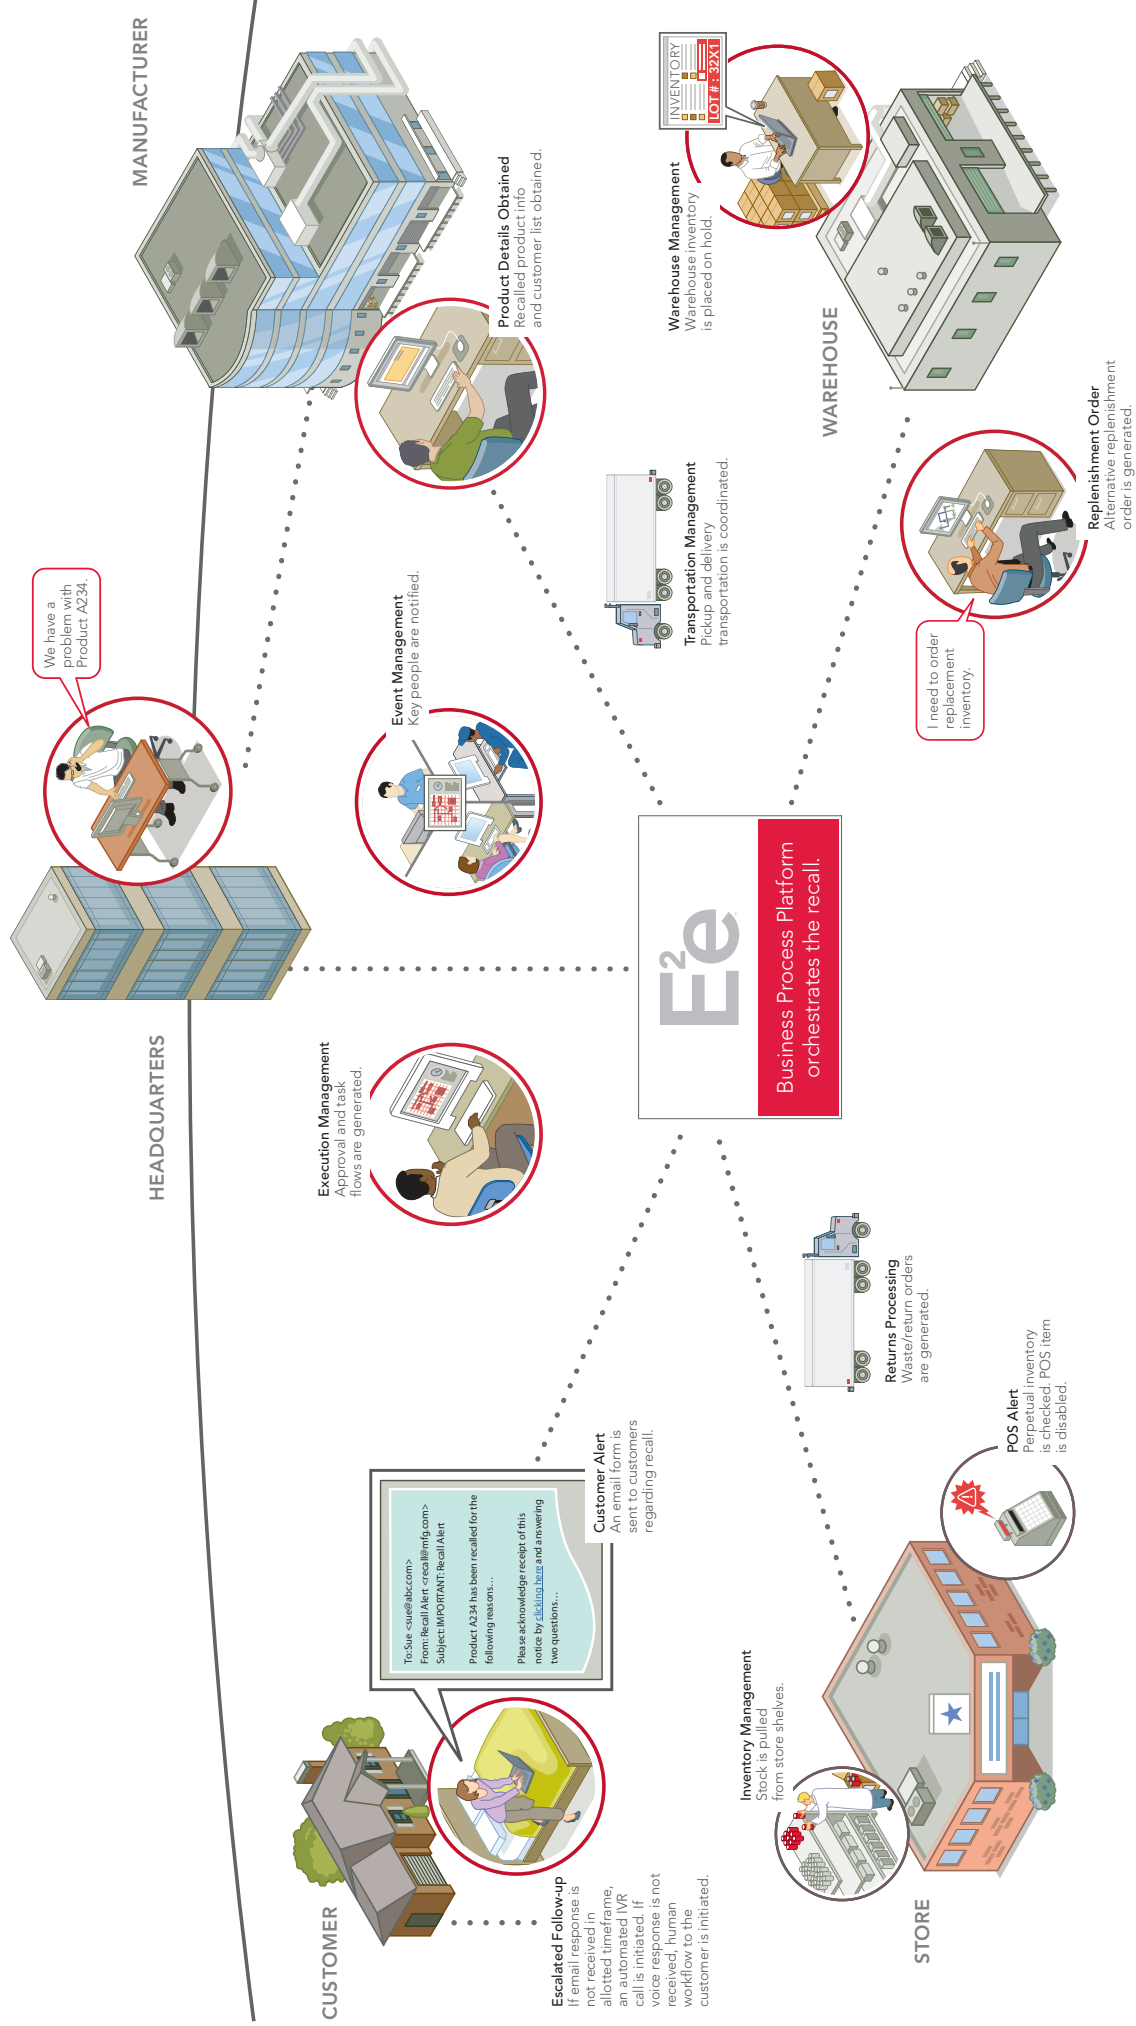 HEADQUARTERS
We have a
problem with
Product A234.
MANUFACTURER
CUSTOMER
Execution Management
Approval and task
flows are generated.
Event Management
Key people are notified.
Product Details Obtained
Recalled product info
and customer list obtained.
To: Sue <sue@abc.com>
From: Recall Alert <recall@mfg.com>
Subject: IMPORTANT: Recall Alert
Product A234 has been recalled for the
following reasons...
Please acknowledge receipt of this
notice by clicking here and answering
two questions...
Escalated Follow-up
If email response is
not received in
allotted timeframe,
an automated IVR
call is initiated. If
voice response is not
received, human
workflow to the
customer is initiated.
Customer Alert
An email form is
sent to customers
regarding recall.
Transportation Management
Pickup and delivery
transportation is coordinated.
E2e
Business Process Platform
orchestrates the recall.
Warehouse Management
Warehouse inventory
is placed on hold.
INVENTORY
LOT # : 32X1
WAREHOUSE
Inventory Management
Stock is pulled
from store shelves.
Returns Processing
Waste/return orders
are generated.
I need to order
replacement
inventory.
STORE
POS Alert
Perpetual inventory
is checked. POS item
is disabled.
Replenishment Order
Alternative replenishment
order is generated.